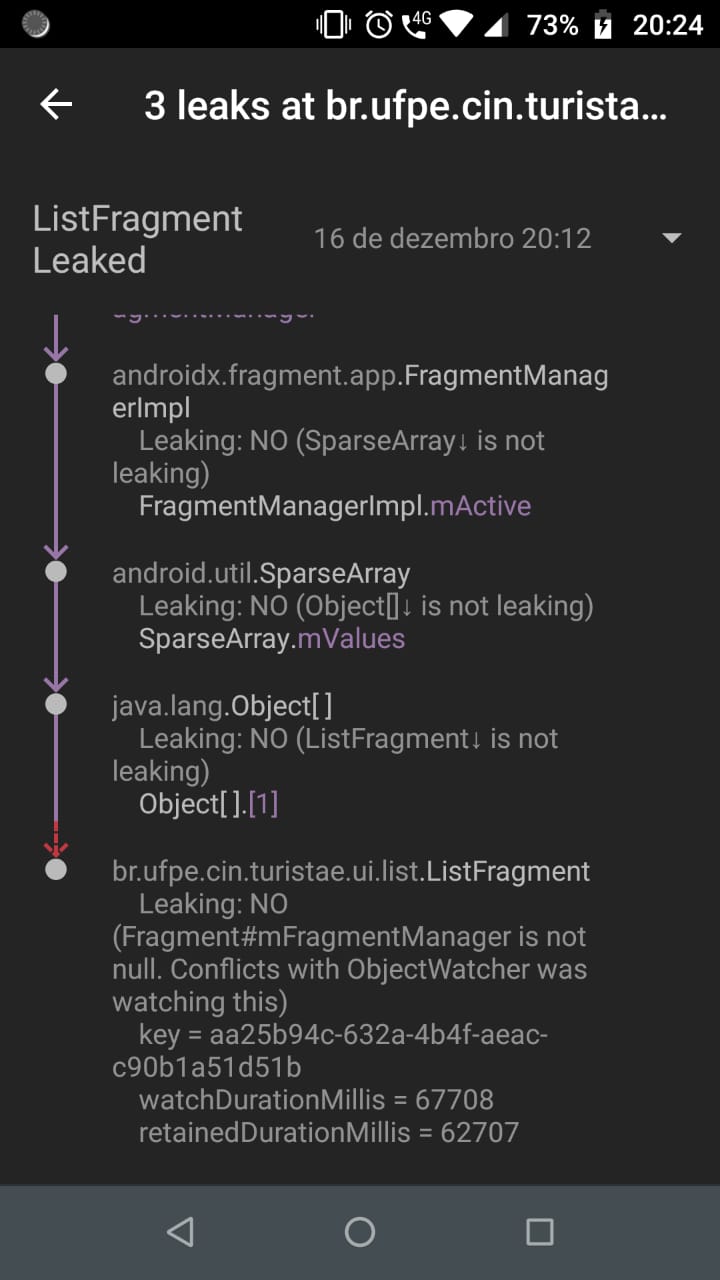 4G 73% 20:24
3 leaks at br.ufpe.cin.turista...
ListFragment
Leaked
16 de dezembro 20:12
androidx.fragment.app.FragmentManag
erImpl
Leaking: NO (SparseArray↓ is not
leaking)
FragmentManagerImpl.mActive
android.util.SparseArray
Leaking: NO (Object[]↓ is not leaking)
SparseArray.mValues
java.lang.Object[]
Leaking: NO (ListFragment↓ is not
leaking)
Object[].[1]
br.ufpe.cin.turistae.ui.list.ListFragment
Leaking: NO
(Fragment#mFragmentManager is not
null. Conflicts with ObjectWatcher was
watching this)
key = aa25b94c-632a-4b4f-aeac-
c90b1a51d51b
watchDurationMillis = 67708
retainedDurationMillis = 62707